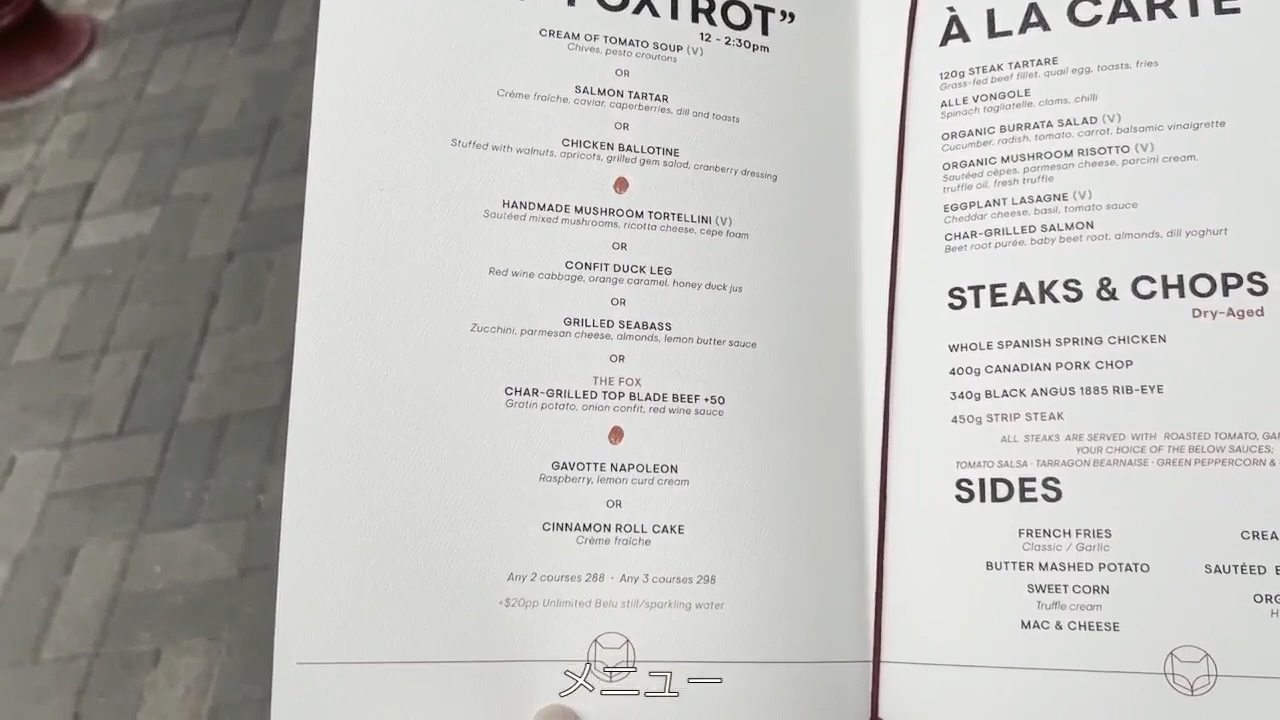 FOXTROT”
12 - 2:30pm
CREAM OF TOMATO SOUP (V)
Chives, pesto croutons
OR
SALMON TARTAR
Crème fraîche, caviar, caperberries, dill and toasts
OR
CHICKEN BALLOTINE
Stuffed with walnuts, apricots, grilled gem salad, cranberry dressing
HANDMADE MUSHROOM TORTELLINI (V)
Sautéed mixed mushrooms, ricotta cheese, cepe foam
OR
CONFIT DUCK LEG
Red wine cabbage, orange caramel, honey duck jus
OR
GRILLED SEABASS
Zucchini, parmesan cheese, almonds, lemon butter sauce
OR
THE FOX
CHAR-GRILLED TOP BLADE BEEF +50
Gratin potato, onion confit, red wine sauce
GAVOTTE NAPOLEON
Raspberry, lemon curd cream
OR
CINNAMON ROLL CAKE
Crème fraîche
Any 2 courses 288 · Any 3 courses 298
+$20pp Unlimited Belu still/sparkling water
À LA CARTE
120g STEAK TARTARE
Grass-fed beef fillet, quail egg, toasts, fries
ALLE VONGOLE
Spinach tagliatelle, clams, chilli
ORGANIC BURRATA SALAD (V)
Cucumber, radish, tomato, carrot, balsamic vinaigrette
ORGANIC MUSHROOM RISOTTO (V)
Sautéed cèpes, parmesan cheese, porcini cream,
truffle oil, fresh truffle
EGGPLANT LASAGNE (V)
Cheddar cheese, basil, tomato sauce
CHAR-GRILLED SALMON
Beet root purée, baby beet root, almonds, dill yoghurt
STEAKS & CHOPS
Dry-Aged
WHOLE SPANISH SPRING CHICKEN
400g CANADIAN PORK CHOP
340g BLACK ANGUS 1885 RIB-EYE
450g STRIP STEAK
ALL STEAKS ARE SERVED WITH ROASTED TOMATO, GAR
YOUR CHOICE OF THE BELOW SAUCES;
TOMATO SALSA · TARRAGON BEARNAISE · GREEN PEPPERCORN &
SIDES
FRENCH FRIES
Classic / Garlic
BUTTER MASHED POTATO
SWEET CORN
Truffle cream
MAC & CHEESE
CREA
SAUTÉED
ORG
メニュー